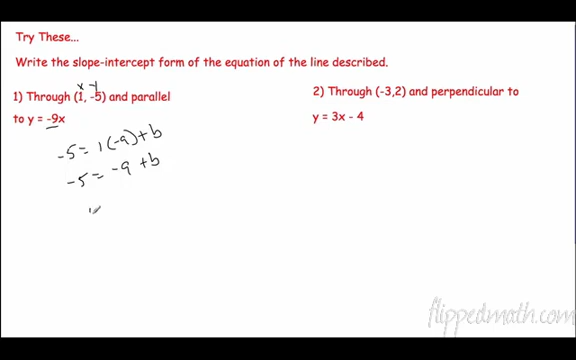 Try These...
Write the slope-intercept form of the equation of the line described.
x y
1) Through (1, -5) and parallel
to y = -9x
-5 = 1(-9) + b
-5 = -9 + b
2) Through (-3,2) and perpendicular to
y = 3x - 4
flippedmath.com